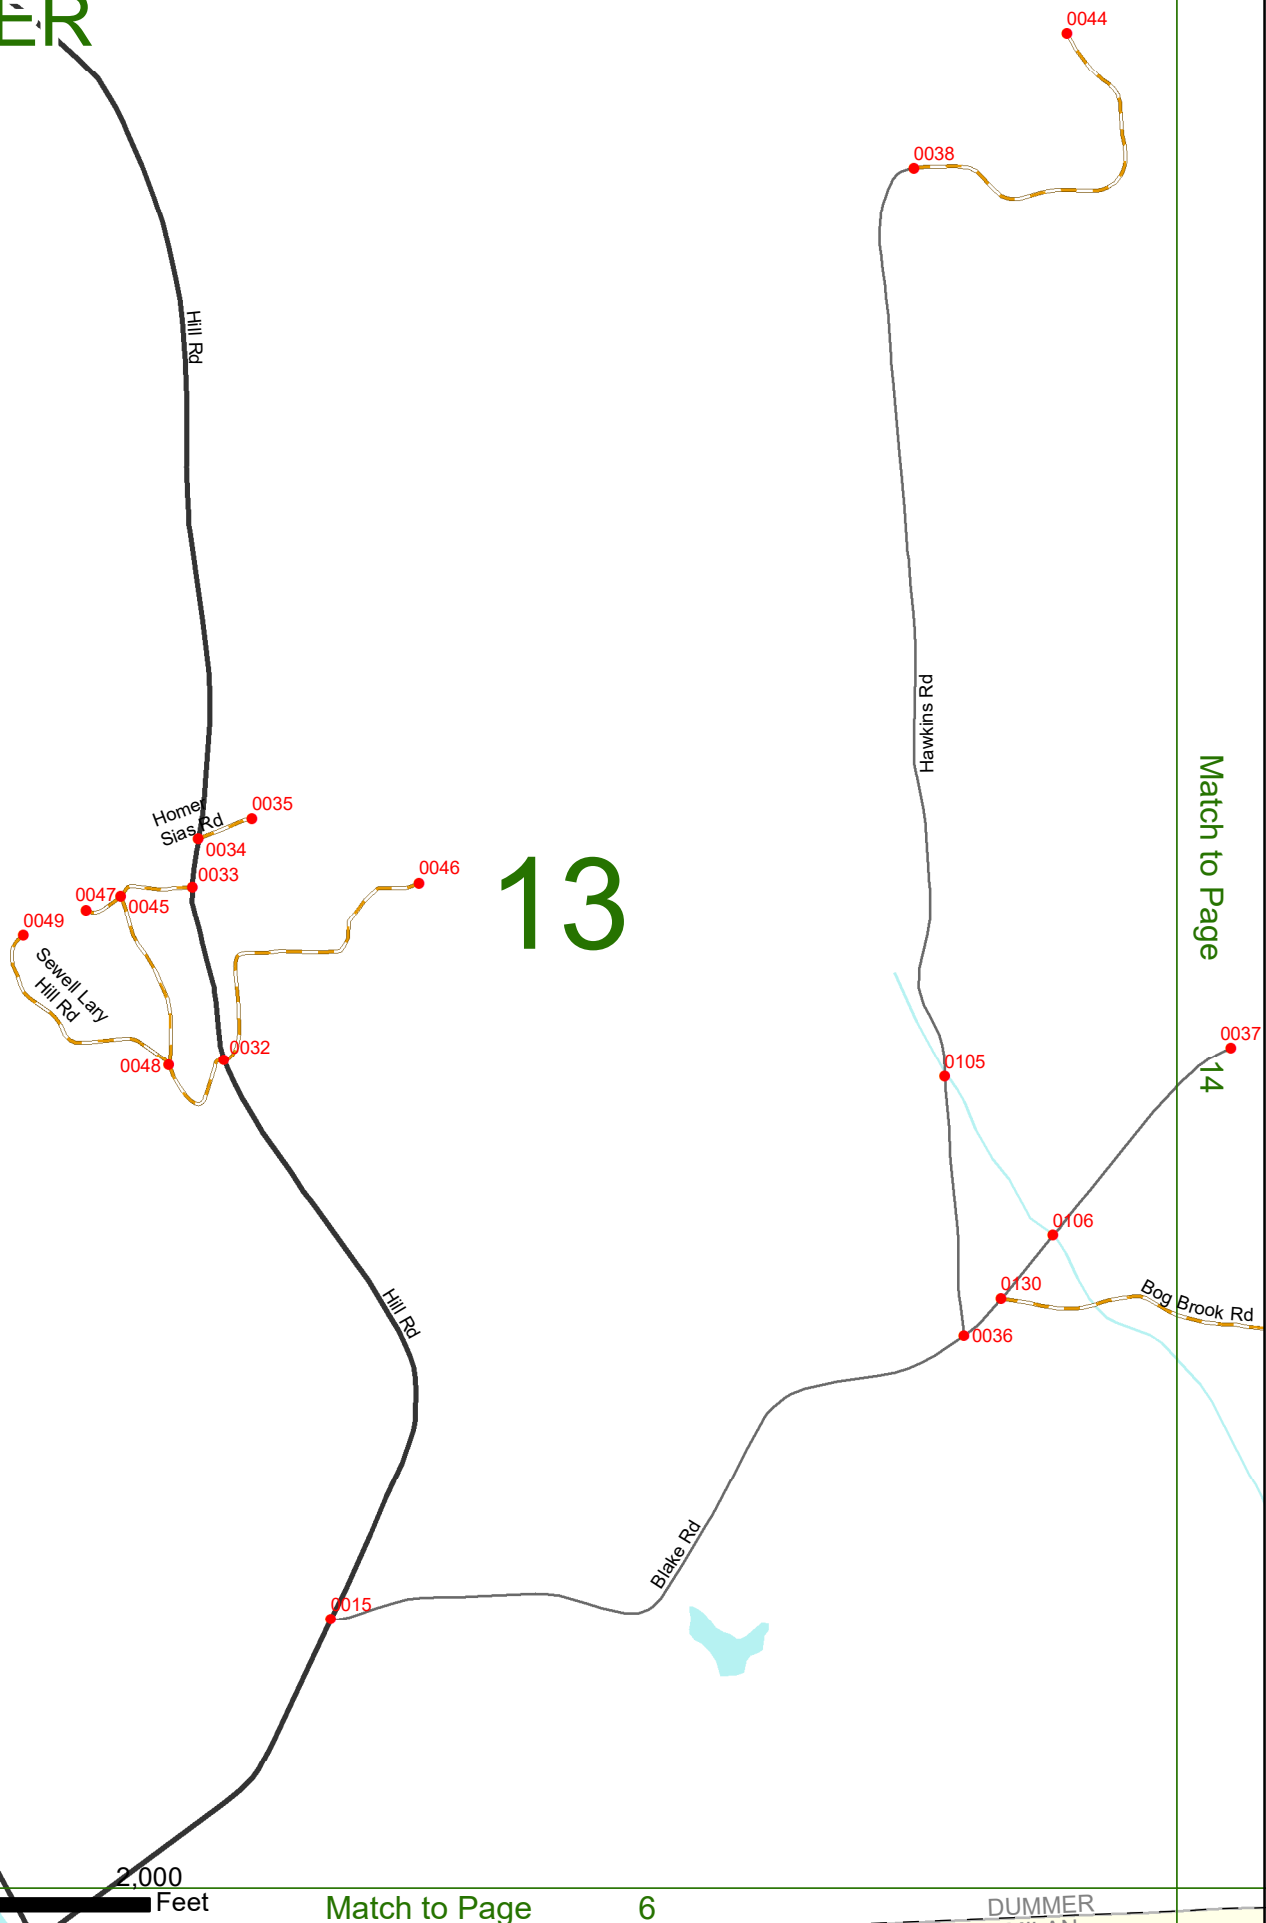 ER
0044
0038
Hill Rd
Hawkins Rd
Homer
Sias Rd
0035
0034
0033
0046
13
0047
0045
0049
Sewell Lary
Hill Rd
0032
0048
Match to Page
14
0037
0105
0106
0130
Bog Brook Rd
0036
Hill Rd
Blake Rd
0015
2,000
Feet
Match to Page 6
DUMMER